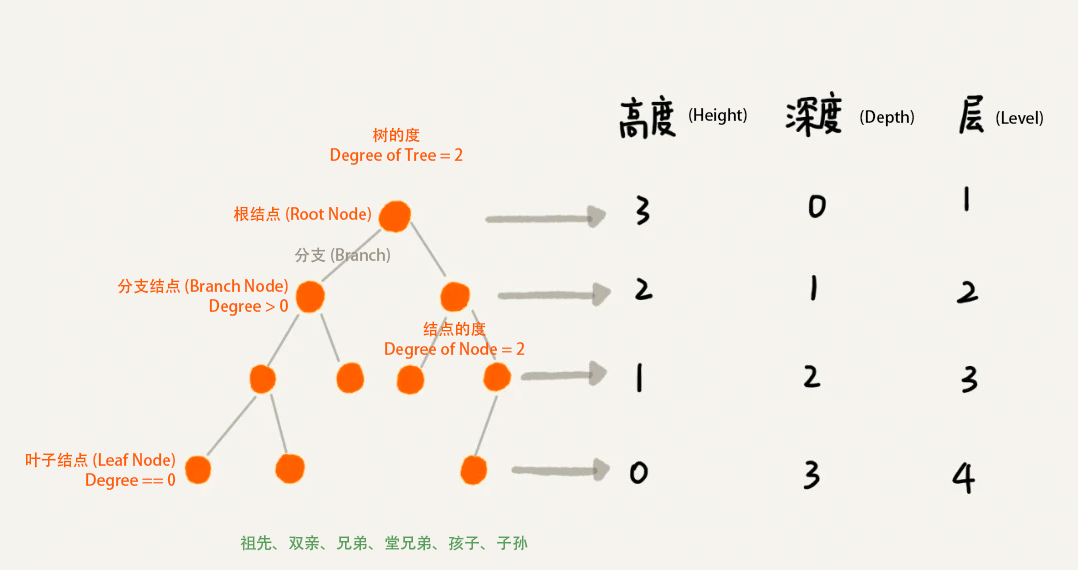 高度 (Height) 深度 (Depth) 层 (Level)
树的度
Degree of Tree = 2
根结点 (Root Node) 3 0 1
分支 (Branch)
分支结点 (Branch Node) 2 1 2
Degree > 0
结点的度
Degree of Node = 2
1 2 3
叶子结点 (Leaf Node) 0 3 4
Degree == 0
祖先、双亲、兄弟、堂兄弟、孩子、子孙